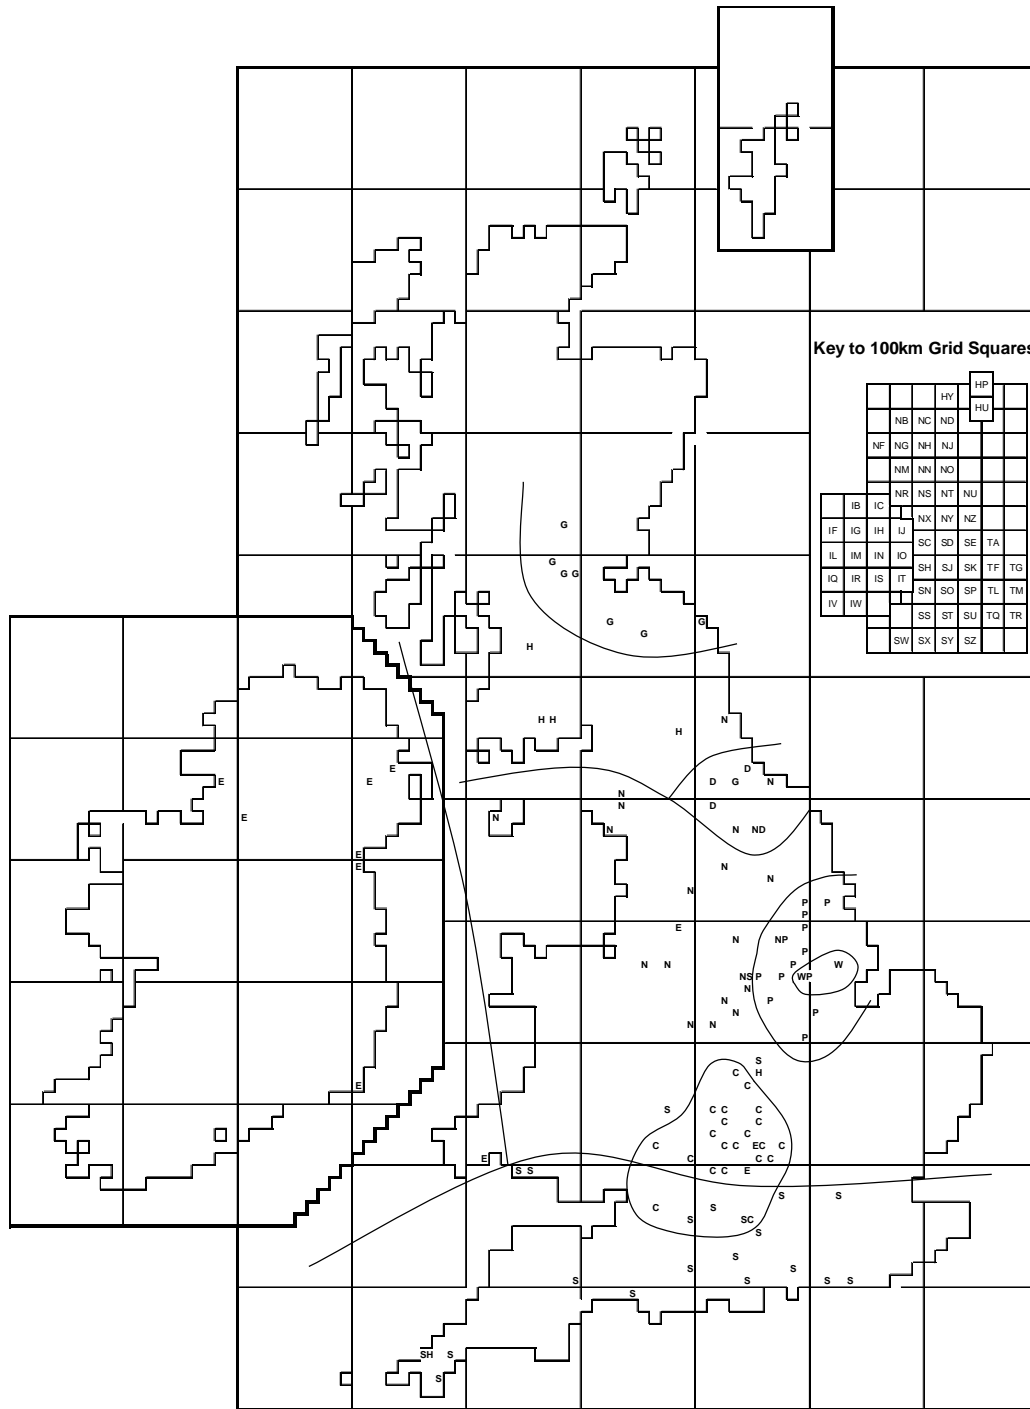 Key to 100km Grid Squares
HP
HY HU
NB NC ND
NF NG NH NJ
NM NN NO
IB IC NR NS NT NU
IF IG IH IJ NX NY NZ
IL IM IN IO SC SD SE TA
IQ IR IS IT SH SJ SK TF TG
IV IW SN SO SP TL TM
SS ST SU TQ TR
SW SX SY SZ
G
G
G G
G G
G
H
H H N
H
E D
E E D G N
N
N D
E N
N N ND
E
E N
N
N
P P
P
E P
N NP
P
N N P W
NS P P WP
N
N P
N P
N N
P
S
C H
E C
S C C C
C C
C C
C C C EC C
E C C C
S S C C E
S S
C S
S SC
S
S
S S
S S S S
S
SH S
S